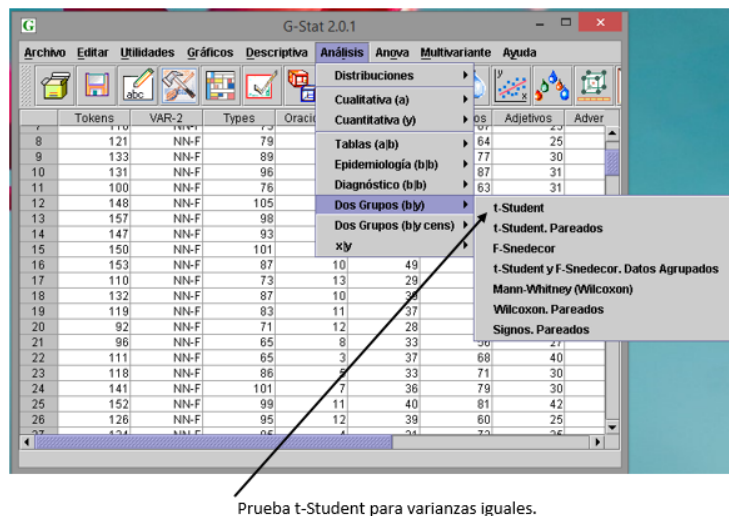 G-Stat 2.0.1
Archivo Editar Utilidades Gráficos Descriptiva Análisis Anova Multivariante Ayuda
abc
Distribuciones
Cualitativa (a)
Cuantitativa (y)
Tablas (a|b)
Epidemiología (b|b)
Diagnóstico (b|b)
Dos Grupos (b|y)
Dos Grupos (b|y cens)
x|y
t-Student
t-Student. Pareados
F-Snedecor
t-Student y F-Snedecor. Datos Agrupados
Mann-Whitney (Wilcoxon)
Wilcoxon. Pareados
Signos. Pareados
Tokens VAR-2 Types Adjetivos Adver
8 121 NN-F 79 64 25
9 133 NN-F 89 77 30
10 131 NN-F 96 87 31
11 100 NN-F 76 63 31
12 148 NN-F 105
13 157 NN-F 98
14 147 NN-F 93
15 150 NN-F 101
16 153 NN-F 87 10 49
17 110 NN-F 73 13 29
18 132 NN-F 87 10
19 119 NN-F 83 11 37
20 92 NN-F 71 12 28
21 96 NN-F 65 8 33
22 111 NN-F 65 3 37 68 40
23 118 NN-F 86 33 71 30
24 141 NN-F 101 7 36 79 30
25 152 NN-F 99 11 40 81 42
26 126 NN-F 95 12 39 60 25
Prueba t-Student para varianzas iguales.